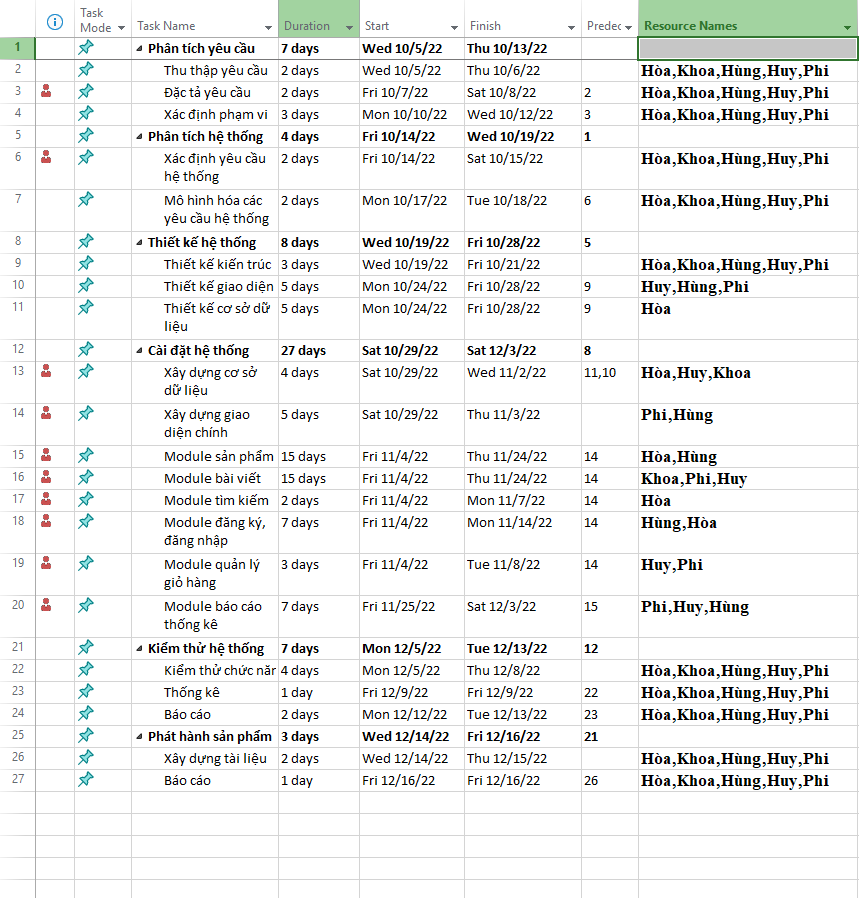 Task Mode Task Name Duration Start Finish Predec Resource Names
1 Phân tích yêu cầu 7 days Wed 10/5/22 Thu 10/13/22
2 Thu thập yêu cầu 2 days Wed 10/5/22 Thu 10/6/22 Hòa,Khoa,Hùng,Huy,Phi
3 Đặc tả yêu cầu 2 days Fri 10/7/22 Sat 10/8/22 2 Hòa,Khoa,Hùng,Huy,Phi
4 Xác định phạm vi 3 days Mon 10/10/22 Wed 10/12/22 3 Hòa,Khoa,Hùng,Huy,Phi
5 Phân tích hệ thống 4 days Fri 10/14/22 Wed 10/19/22 1
6 Xác định yêu cầu 2 days Fri 10/14/22 Sat 10/15/22 Hòa,Khoa,Hùng,Huy,Phi
hệ thống
7 Mô hình hóa các 2 days Mon 10/17/22 Tue 10/18/22 6 Hòa,Khoa,Hùng,Huy,Phi
yêu cầu hệ thống
8 Thiết kế hệ thống 8 days Wed 10/19/22 Fri 10/28/22 5
9 Thiết kế kiến trúc 3 days Wed 10/19/22 Fri 10/21/22 Hòa,Khoa,Hùng,Huy,Phi
10 Thiết kế giao diện 5 days Mon 10/24/22 Fri 10/28/22 9 Huy,Hùng,Phi
11 Thiết kế cơ sở dữ 5 days Mon 10/24/22 Fri 10/28/22 9 Hòa
liệu
12 Cài đặt hệ thống 27 days Sat 10/29/22 Sat 12/3/22 8
13 Xây dựng cơ sở 4 days Sat 10/29/22 Wed 11/2/22 11,10 Hòa,Huy,Khoa
dữ liệu
14 Xây dựng giao 5 days Sat 10/29/22 Thu 11/3/22 Phi,Hùng
diện chính
15 Module sản phẩm 15 days Fri 11/4/22 Thu 11/24/22 14 Hòa,Hùng
16 Module bài viết 15 days Fri 11/4/22 Thu 11/24/22 14 Khoa,Phi,Huy
17 Module tìm kiếm 2 days Fri 11/4/22 Mon 11/7/22 14 Hòa
18 Module đăng ký, 7 days Fri 11/4/22 Mon 11/14/22 14 Hùng,Hòa
đăng nhập
19 Module quản lý 3 days Fri 11/4/22 Tue 11/8/22 14 Huy,Phi
giỏ hàng
20 Module báo cáo 7 days Fri 11/25/22 Sat 12/3/22 15 Phi,Huy,Hùng
thống kê
21 Kiểm thử hệ thống 7 days Mon 12/5/22 Tue 12/13/22 12
22 Kiểm thử chức năr 4 days Mon 12/5/22 Thu 12/8/22 Hòa,Khoa,Hùng,Huy,Phi
23 Thống kê 1 day Fri 12/9/22 Fri 12/9/22 22 Hòa,Khoa,Hùng,Huy,Phi
24 Báo cáo 2 days Mon 12/12/22 Tue 12/13/22 23 Hòa,Khoa,Hùng,Huy,Phi
25 Phát hành sản phẩm 3 days Wed 12/14/22 Fri 12/16/22 21
26 Xây dựng tài liệu 2 days Wed 12/14/22 Thu 12/15/22 Hòa,Khoa,Hùng,Huy,Phi
27 Báo cáo 1 day Fri 12/16/22 Fri 12/16/22 26 Hòa,Khoa,Hùng,Huy,Phi